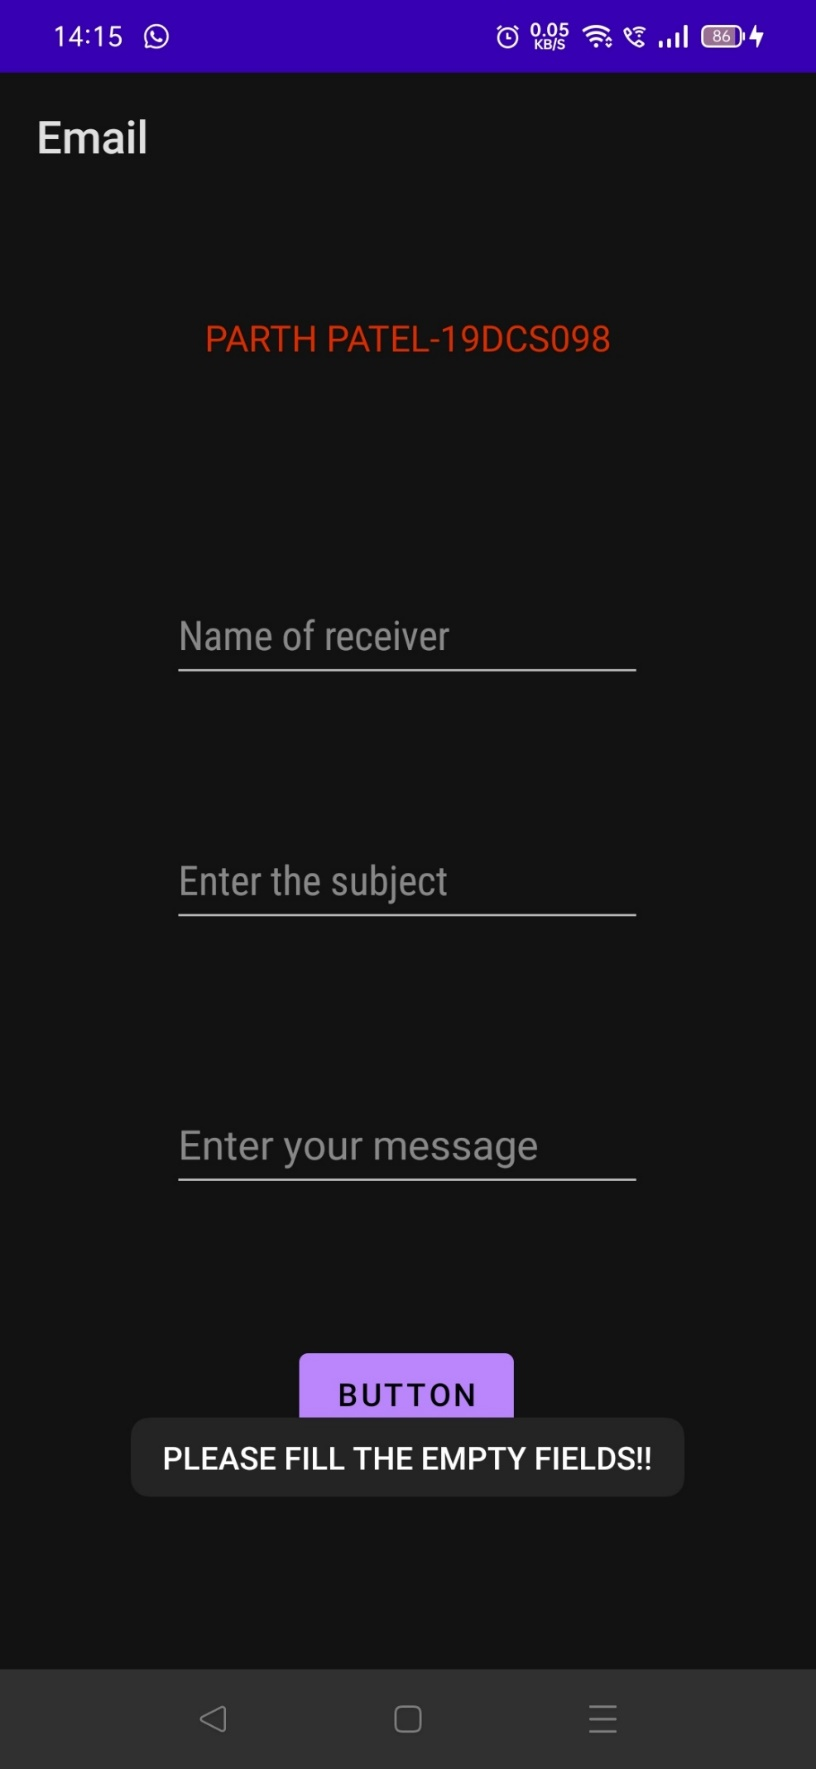 14:15 0.05 KB/S 86
Email
PARTH PATEL-19DCS098
Name of receiver
Enter the subject
Enter your message
BUTTON
PLEASE FILL THE EMPTY FIELDS!!